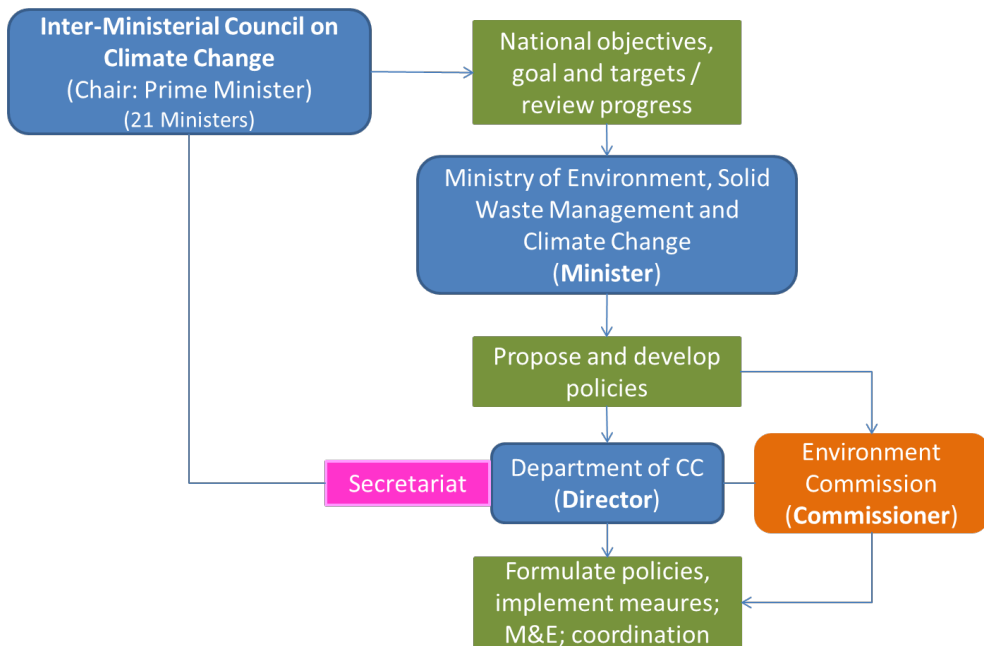 Inter-Ministerial Council on
Climate Change
(Chair: Prime Minister)
(21 Ministers)
National objectives,
goal and targets /
review progress
Ministry of Environment, Solid
Waste Management and
Climate Change
(Minister)
Propose and develop
policies
Secretariat
Department of CC
(Director)
Environment
Commission
(Commissioner)
Formulate policies,
implement meaures;
M&E; coordination